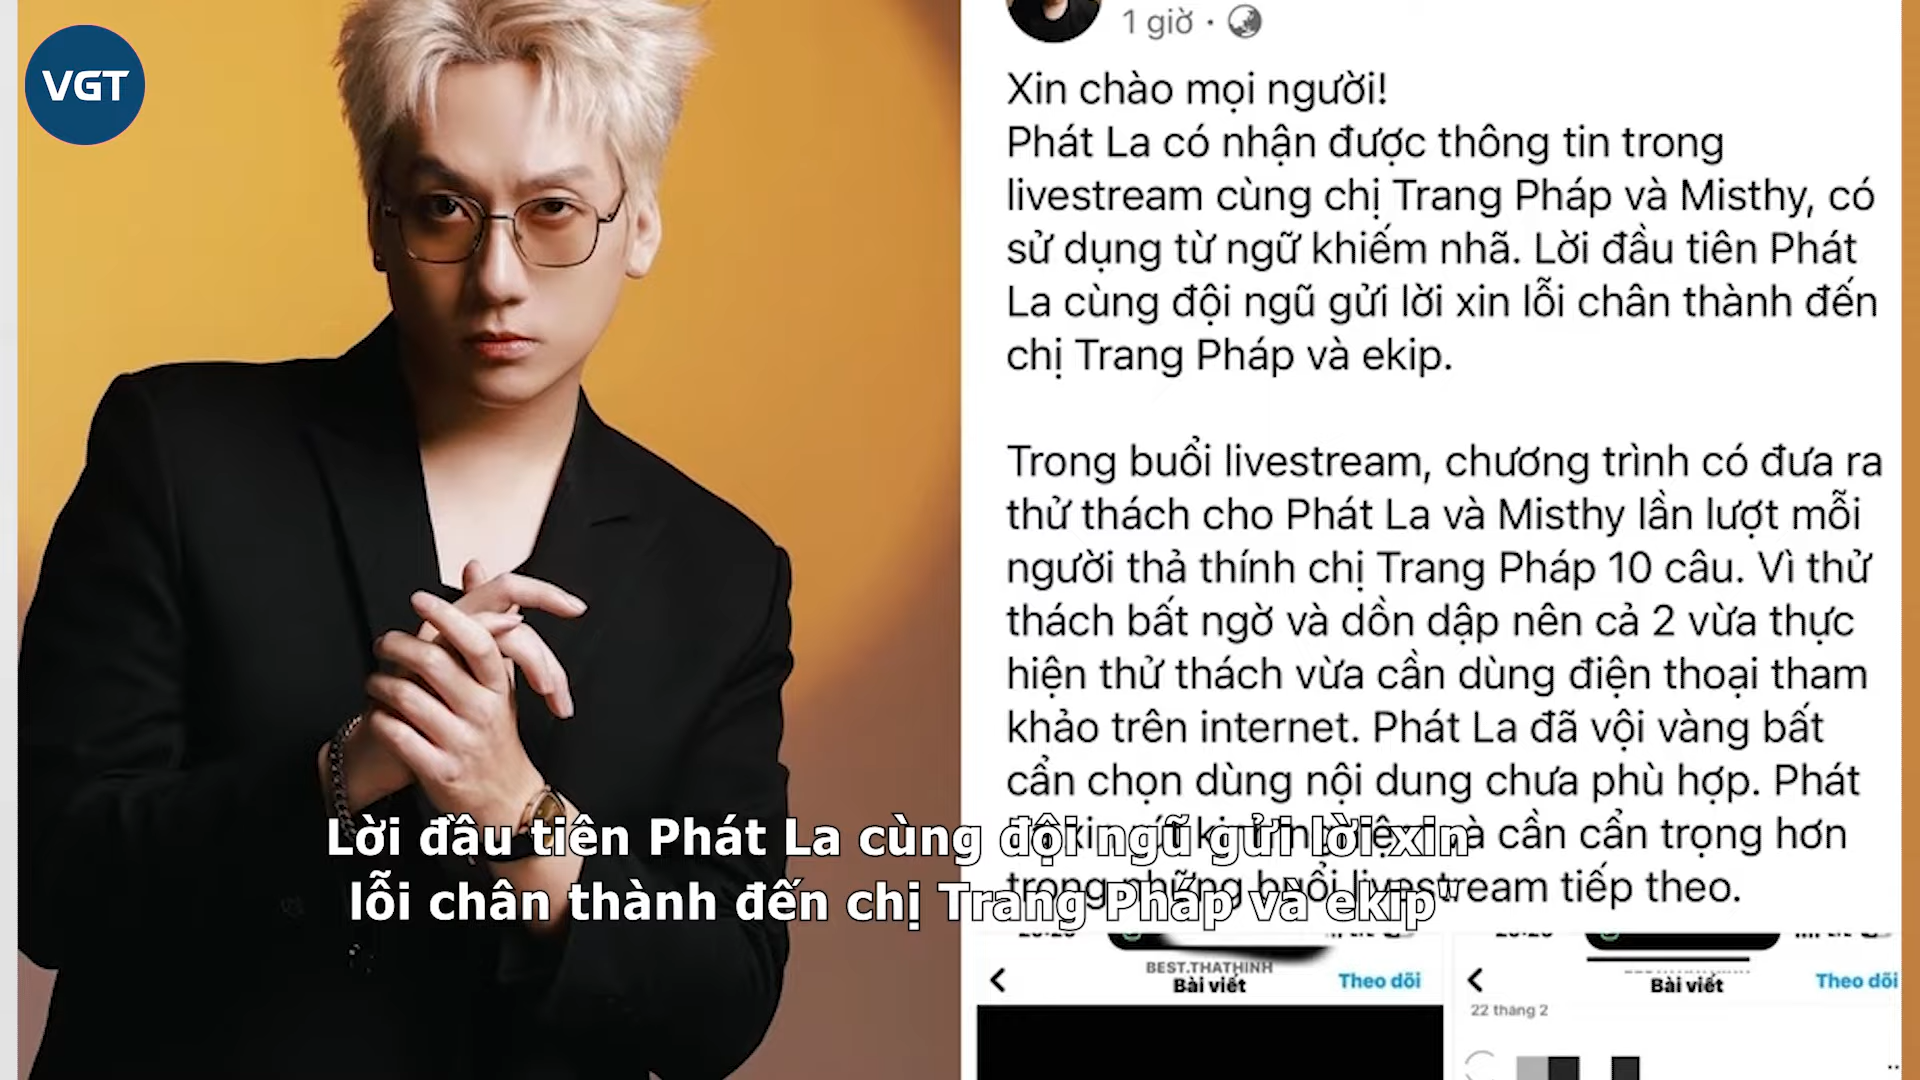 VGT
1 giờ ·
Xin chào mọi người!
Phát La có nhận được thông tin trong
livestream cùng chị Trang Pháp và Misthy, có
sử dụng từ ngữ khiếm nhã. Lời đầu tiên Phát
La cùng đội ngũ gửi lời xin lỗi chân thành đến
chị Trang Pháp và ekip.
Trong buổi livestream, chương trình có đưa ra
thử thách cho Phát La và Misthy lần lượt mỗi
người thả thính chị Trang Pháp 10 câu. Vì thử
thách bất ngờ và dồn dập nên cả 2 vừa thực
hiện thử thách vừa cần dùng điện thoại tham
khảo trên internet. Phát La đã vội vàng bất
cẩn chọn dùng nội dung chưa phù hợp. Phát
xin và cần cẩn trọng hơn
trong những buổi livestream tiếp theo.
Lời đầu tiên Phát La cùng đội ngũ gửi lời xin
lỗi chân thành đến chị Trang Pháp và ekip"
BEST.THATHINH
Bài viết
Theo dõi
Bài viết
Theo dõi
22 tháng 2